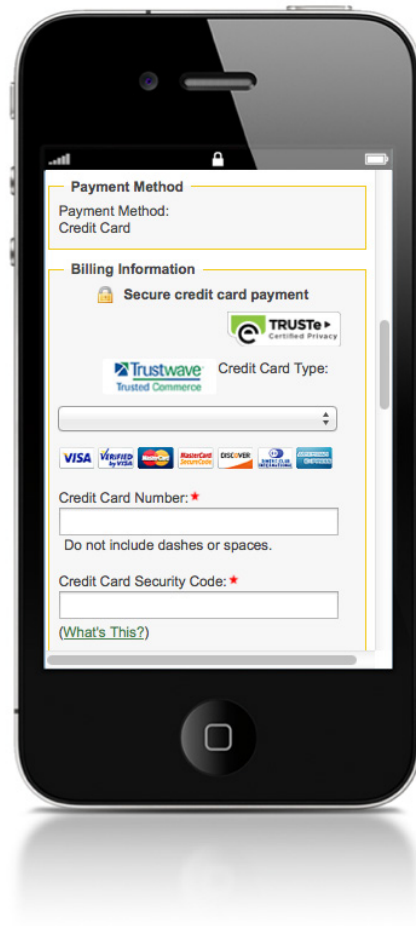 Payment Method
Payment Method:
Credit Card
Billing Information
Secure credit card payment
TRUSTe
Certified Privacy
Trustwave
Trusted Commerce
Credit Card Type:
VISA VERIFIED by VISA MasterCard MasterCard SecureCode DISCOVER DINERS CLUB INTERNATIONAL AMERICAN EXPRESS
Credit Card Number:*
Do not include dashes or spaces.
Credit Card Security Code:*
(What's This?)